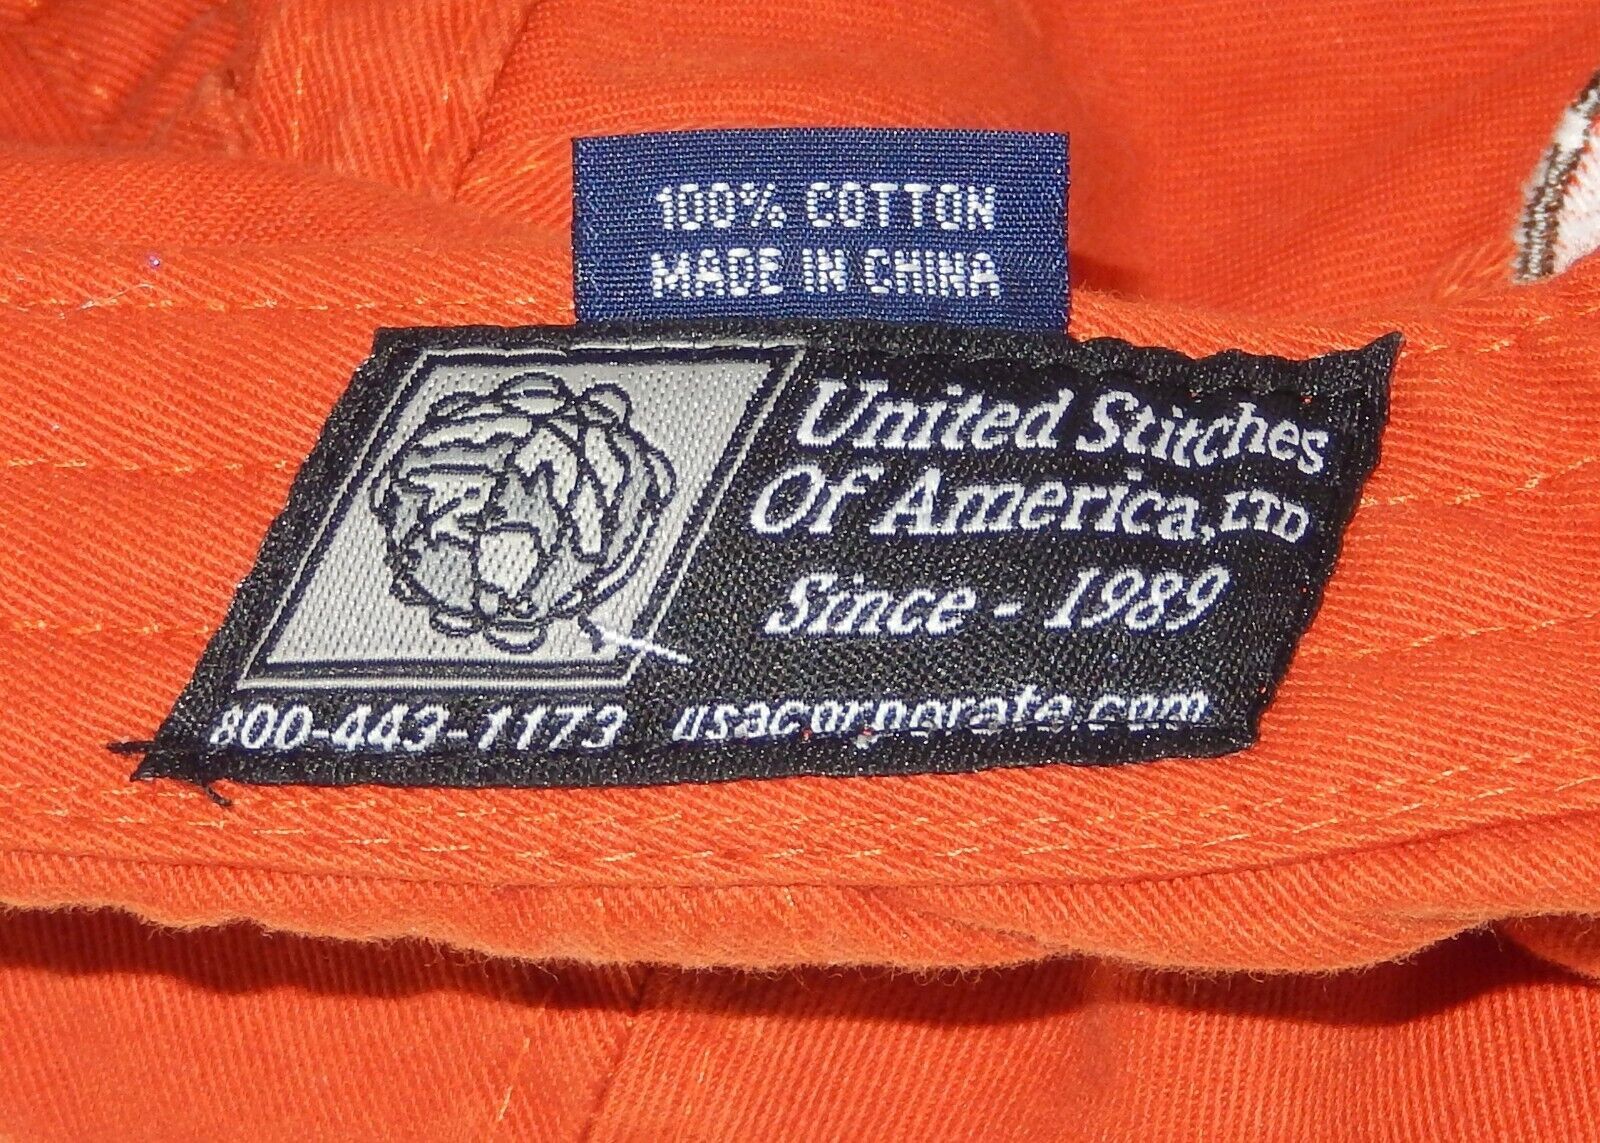 100% COTTON
MADE IN CHINA
United Stitches
Of America, LTD
Since - 1989
800-443-1173 usacorporate.com